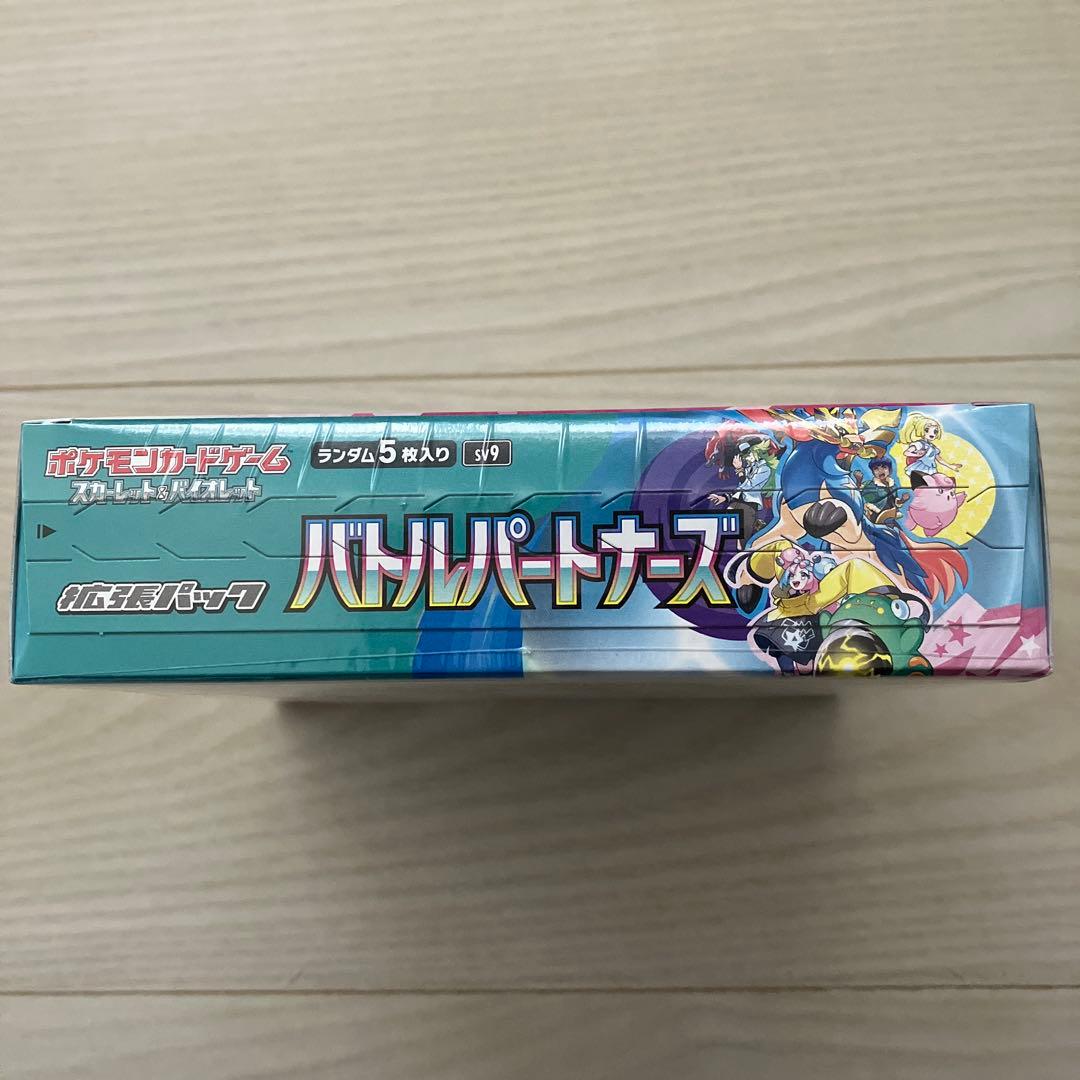 ポケモンカードゲーム
スカーレット&バイオレット
ランダム5枚入り
sv9
拡張パック
バトルパートナーズ